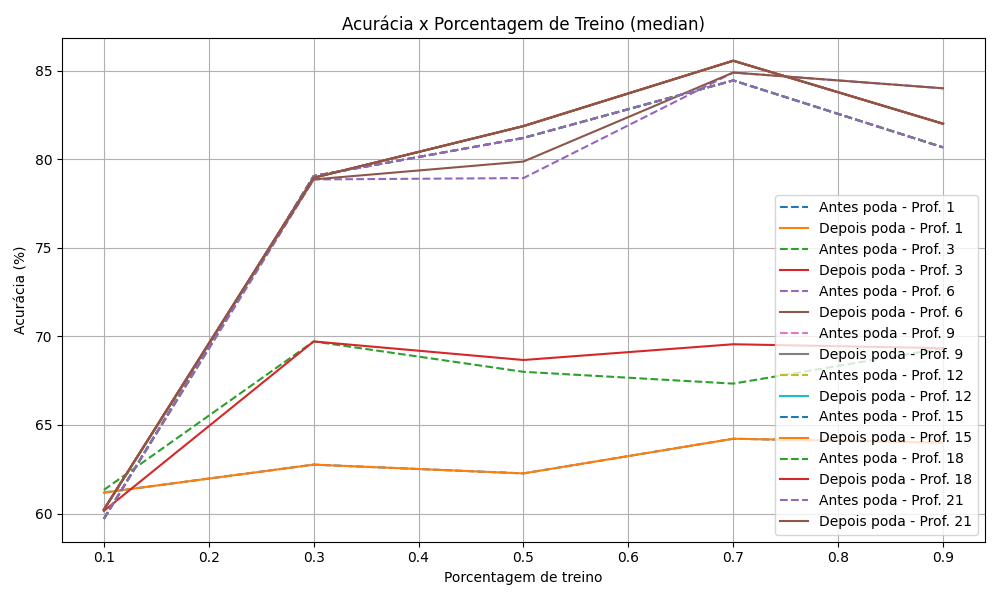 Acurácia x Porcentagem de Treino (median)
Acurácia (%)
85
80
75
70
65
60
Antes poda - Prof. 1
Depois poda - Prof. 1
Antes poda - Prof. 3
Depois poda - Prof. 3
Antes poda - Prof. 6
Depois poda - Prof. 6
Antes poda - Prof. 9
Depois poda - Prof. 9
Antes poda - Prof. 12
Depois poda - Prof. 12
Antes poda - Prof. 15
Depois poda - Prof. 15
Antes poda - Prof. 18
Depois poda - Prof. 18
Antes poda - Prof. 21
Depois poda - Prof. 21
0.1 0.2 0.3 0.4 0.5 0.6 0.7 0.8 0.9
Porcentagem de treino